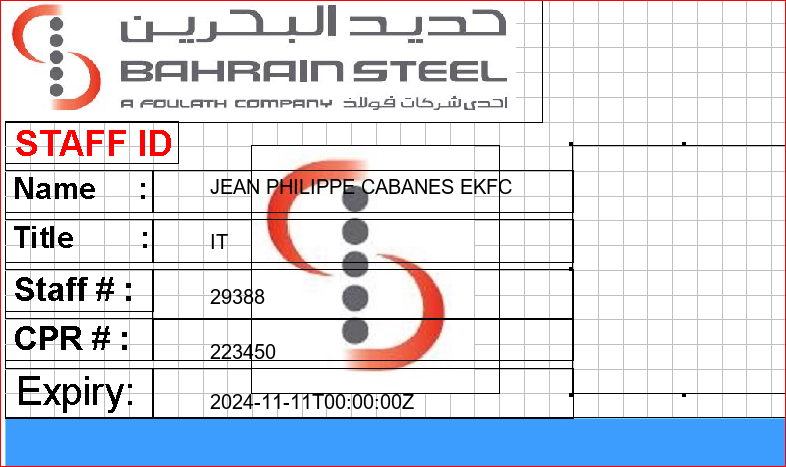 حديد البحرين
BAHRAIN STEEL
A FOULATH COMPANY احدى شركات فولاذ
STAFF ID
Name : JEAN PHILIPPE CABANES EKFC
Title : IT
Staff # : 29388
CPR # : 223450
Expiry: 2024-11-11T00:00:00Z